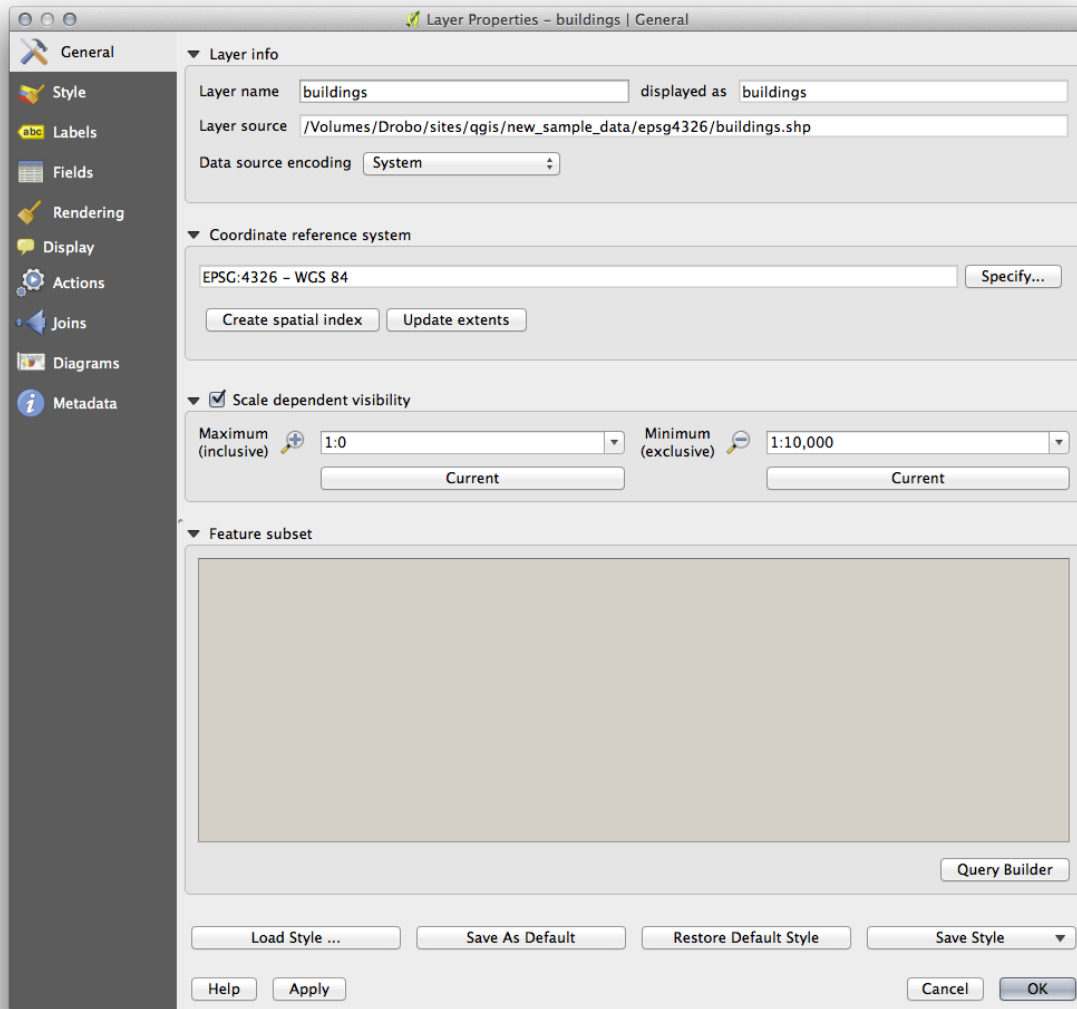 Layer Properties – buildings | General
General
Style
abc Labels
Fields
Rendering
Display
Actions
Joins
Diagrams
i Metadata
Layer info
Layer name buildings displayed as buildings
Layer source /Volumes/Drobo/sites/qgis/new_sample_data/epsg4326/buildings.shp
Data source encoding System
Coordinate reference system
EPSG:4326 – WGS 84 Specify...
Create spatial index Update extents
Scale dependent visibility
Maximum (inclusive) 1:0 Minimum (exclusive) 1:10,000
Current Current
Feature subset
Query Builder
Load Style ... Save As Default Restore Default Style Save Style
Help Apply Cancel OK